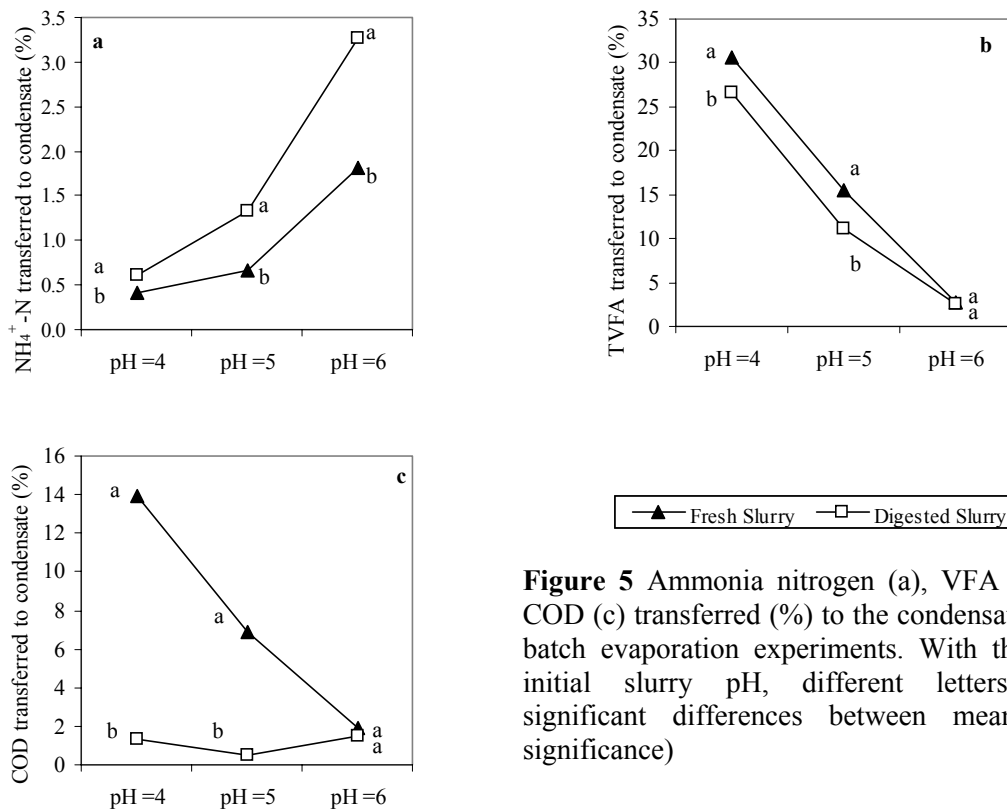 a
NH₄⁺-N transferred to condensate (%)
3.5
3.0
2.5
2.0
1.5
1.0
0.5
0.0
a
b
a
b
a
b
pH =4 pH =5 pH =6
b
TVFA transferred to condensate (%)
35
30
25
20
15
10
5
0
a
b
a
b
a
a
pH =4 pH =5 pH =6
c
COD transferred to condensate (%)
16
14
12
10
8
6
4
2
0
a
b
a
b
a
a
pH =4 pH =5 pH =6
Fresh Slurry Digested Slurry
Figure 5 Ammonia nitrogen (a), VFA
COD (c) transferred (%) to the condensat
batch evaporation experiments. With th
initial slurry pH, different letters
significant differences between mear
significance)